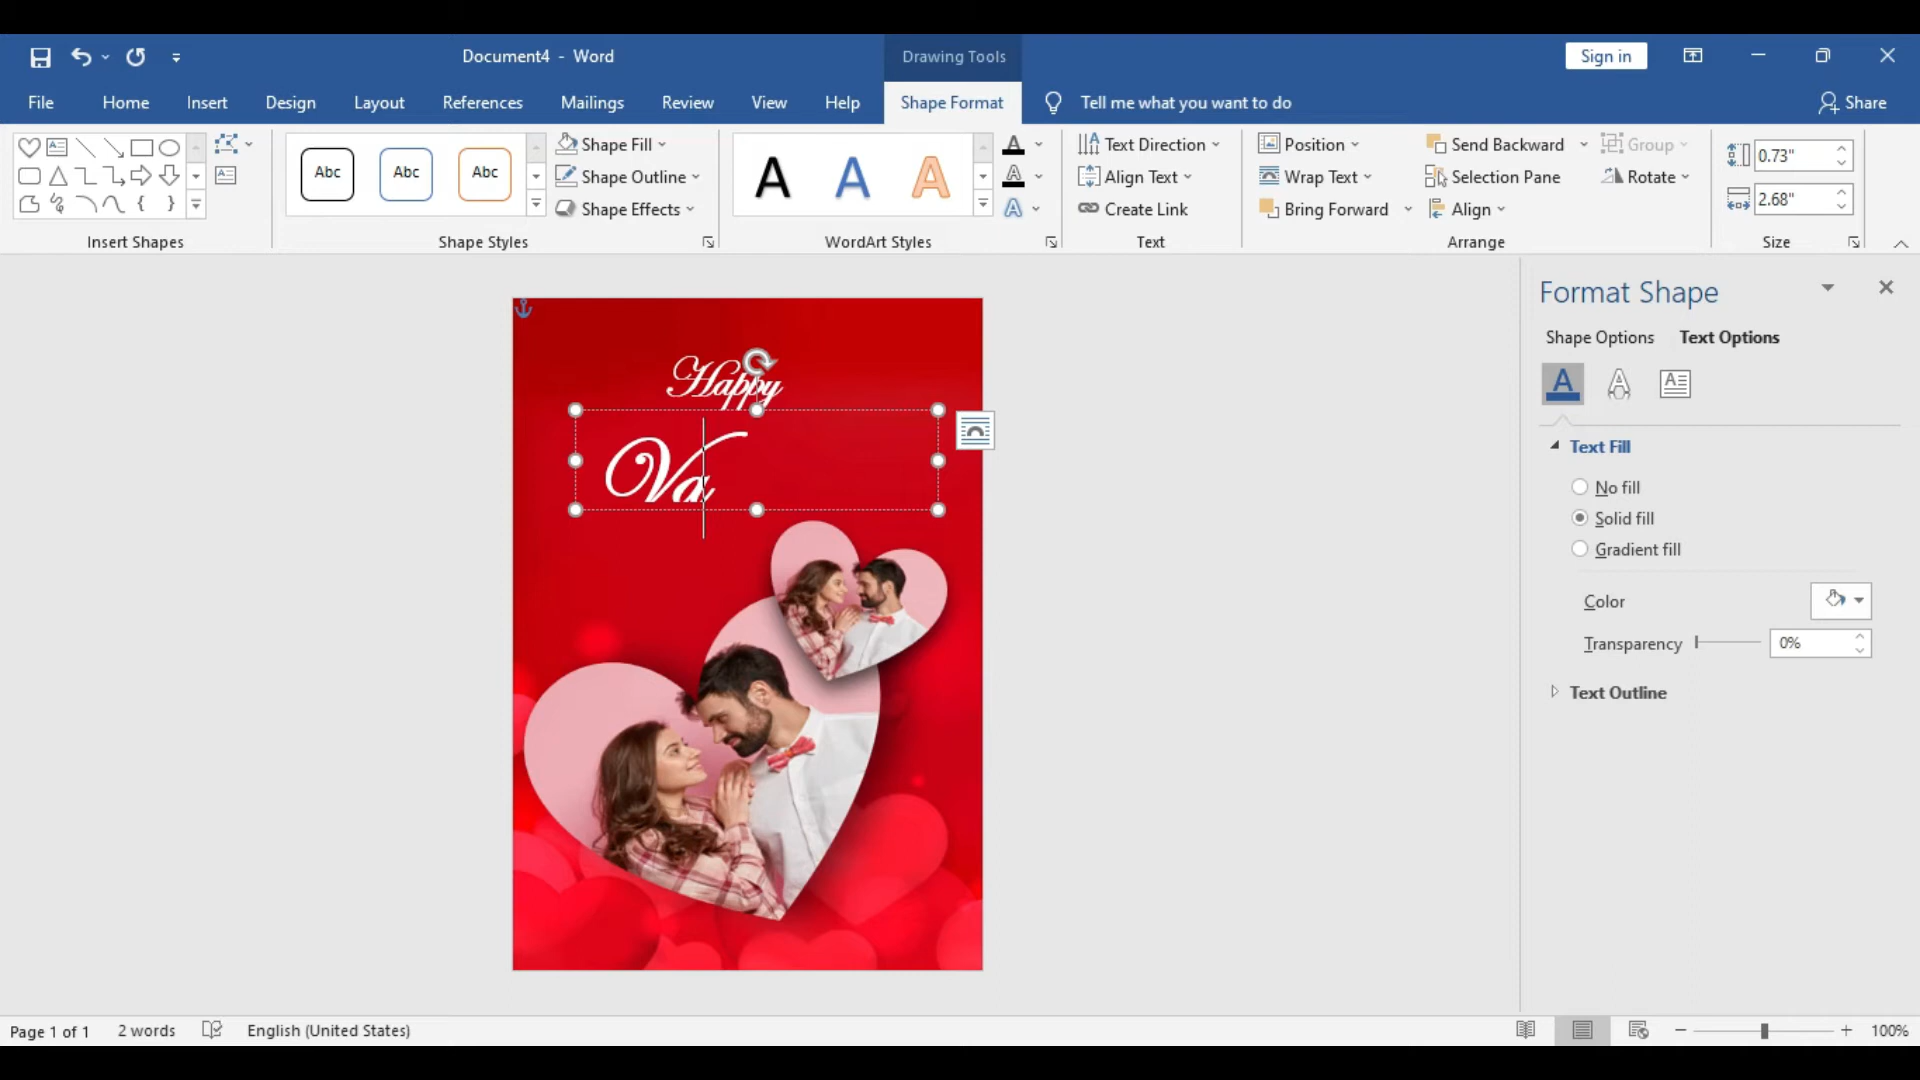 Document4 - Word
Drawing Tools
Sign in
File Home Insert Design Layout References Mailings Review View Help Shape Format Tell me what you want to do Share
Abc Abc Abc
Shape Fill
Shape Outline
Shape Effects
A A A
A
A
A
Text Direction
Align Text
Create Link
Position
Wrap Text
Bring Forward
Send Backward
Selection Pane
Align
Group
Rotate
0.73"
2.68"
Insert Shapes Shape Styles WordArt Styles Text Arrange Size
Happy
Va
Format Shape
Shape Options Text Options
A A A
Text Fill
No fill
Solid fill
Gradient fill
Color
Transparency 0%
Text Outline
Page 1 of 1 2 words English (United States) 100%